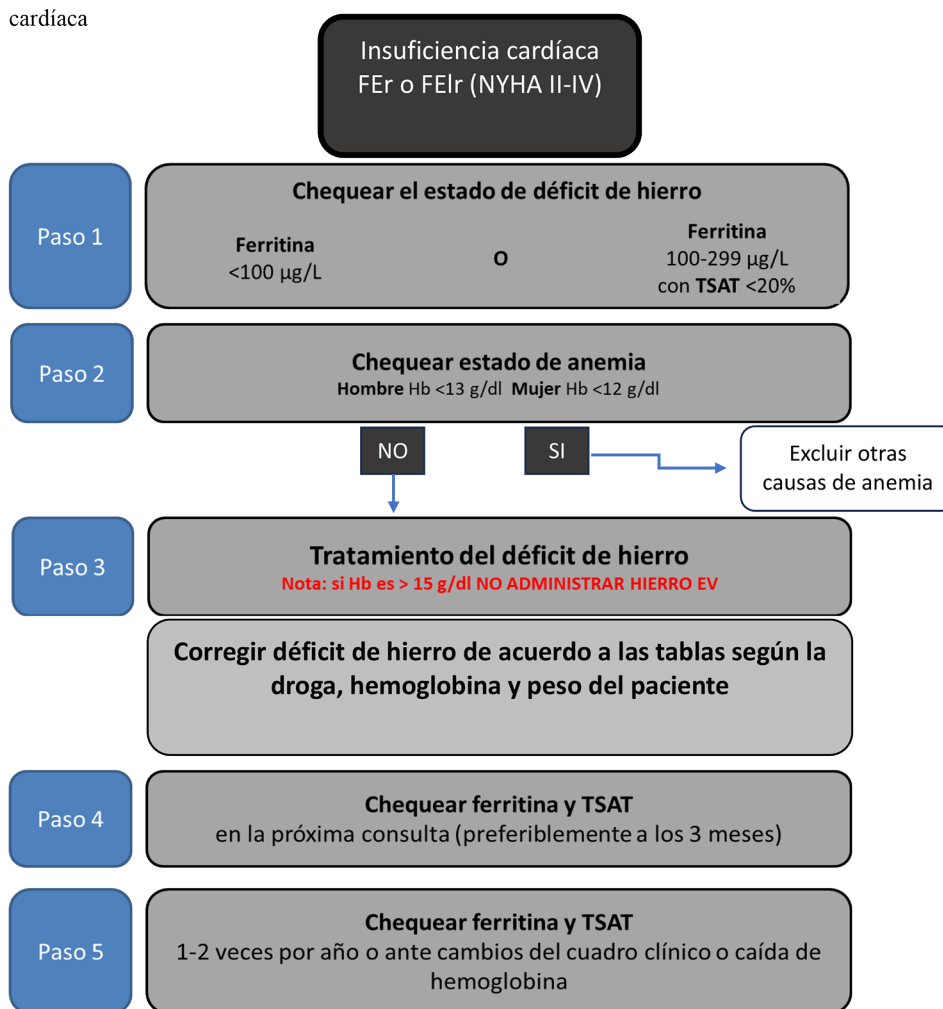 cardíaca
Insuficiencia cardíaca
FEr o FElr (NYHA II-IV)
Paso 1
Chequear el estado de déficit de hierro
Ferritina
<100 µg/L
O
Ferritina
100-299 µg/L
con TSAT <20%
Paso 2
Chequear estado de anemia
Hombre Hb <13 g/dl Mujer Hb <12 g/dl
NO
SI
Excluir otras
causas de anemia
Paso 3
Tratamiento del déficit de hierro
Nota: si Hb es > 15 g/dl NO ADMINISTRAR HIERRO EV
Corregir déficit de hierro de acuerdo a las tablas según la
droga, hemoglobina y peso del paciente
Paso 4
Chequear ferritina y TSAT
en la próxima consulta (preferiblemente a los 3 meses)
Paso 5
Chequear ferritina y TSAT
1-2 veces por año o ante cambios del cuadro clínico o caída de
hemoglobina